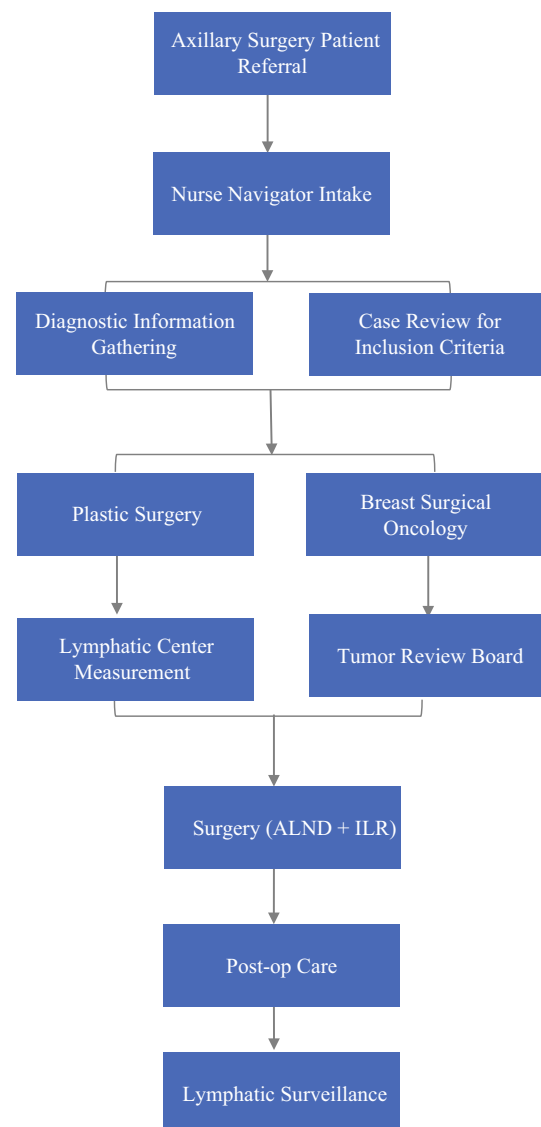 Axillary Surgery Patient
Referral
Nurse Navigator Intake
Diagnostic Information
Gathering
Case Review for
Inclusion Criteria
Plastic Surgery
Breast Surgical
Oncology
Lymphatic Center
Measurement
Tumor Review Board
Surgery (ALND + ILR)
Post-op Care
Lymphatic Surveillance